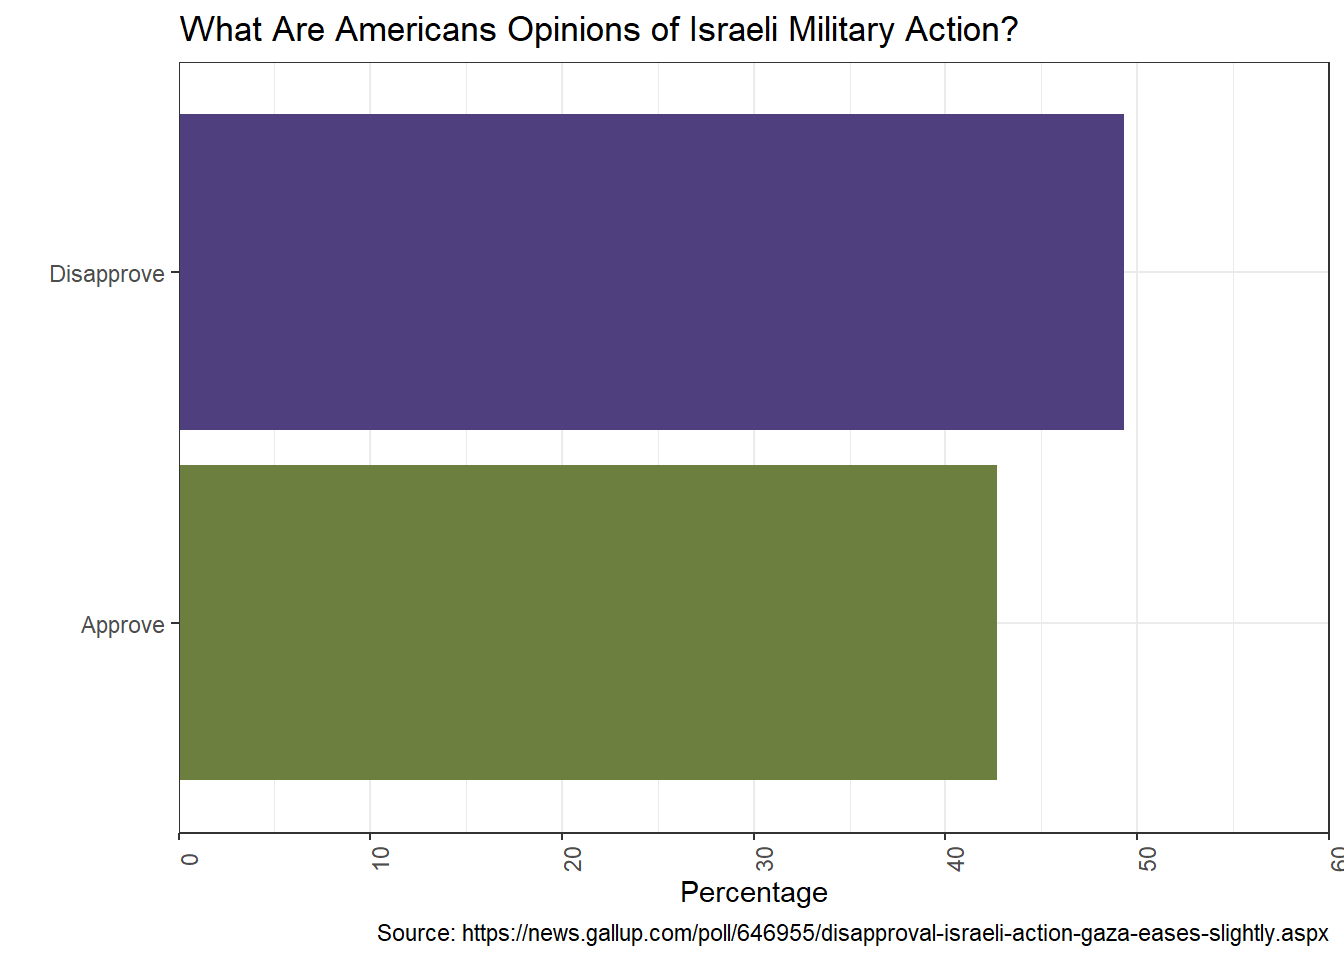 What Are Americans Opinions of Israeli Military Action?
Disapprove
Approve
0 10 20 30 40 50 60
Percentage
Source: https://news.gallup.com/poll/646955/disapproval-israeli-action-gaza-eases-slightly.aspx